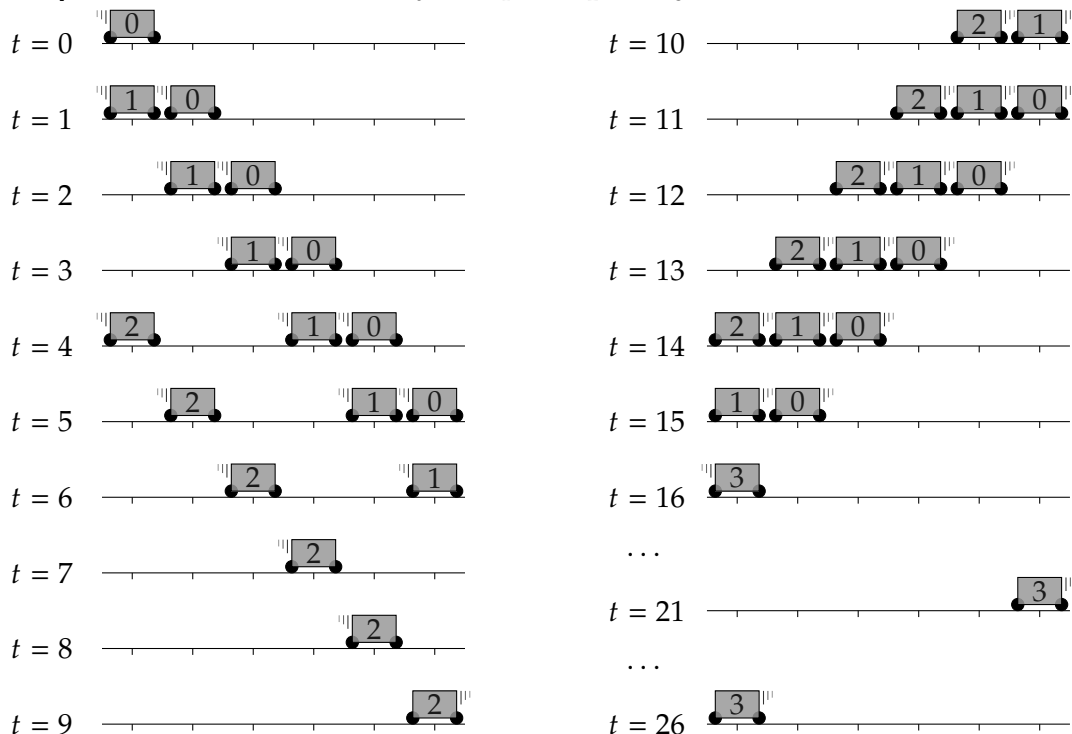 t = 0 0
t = 1 1 0
t = 2 1 0
t = 3 1 0
t = 4 2 1 0
t = 5 2 1 0
t = 6 2 1
t = 7 2
t = 8 2
t = 9 2
t = 10 2 1
t = 11 2 1 0
t = 12 2 1 0
t = 13 2 1 0
t = 14 2 1 0
t = 15 1 0
t = 16 3
...
t = 21 3
...
t = 26 3